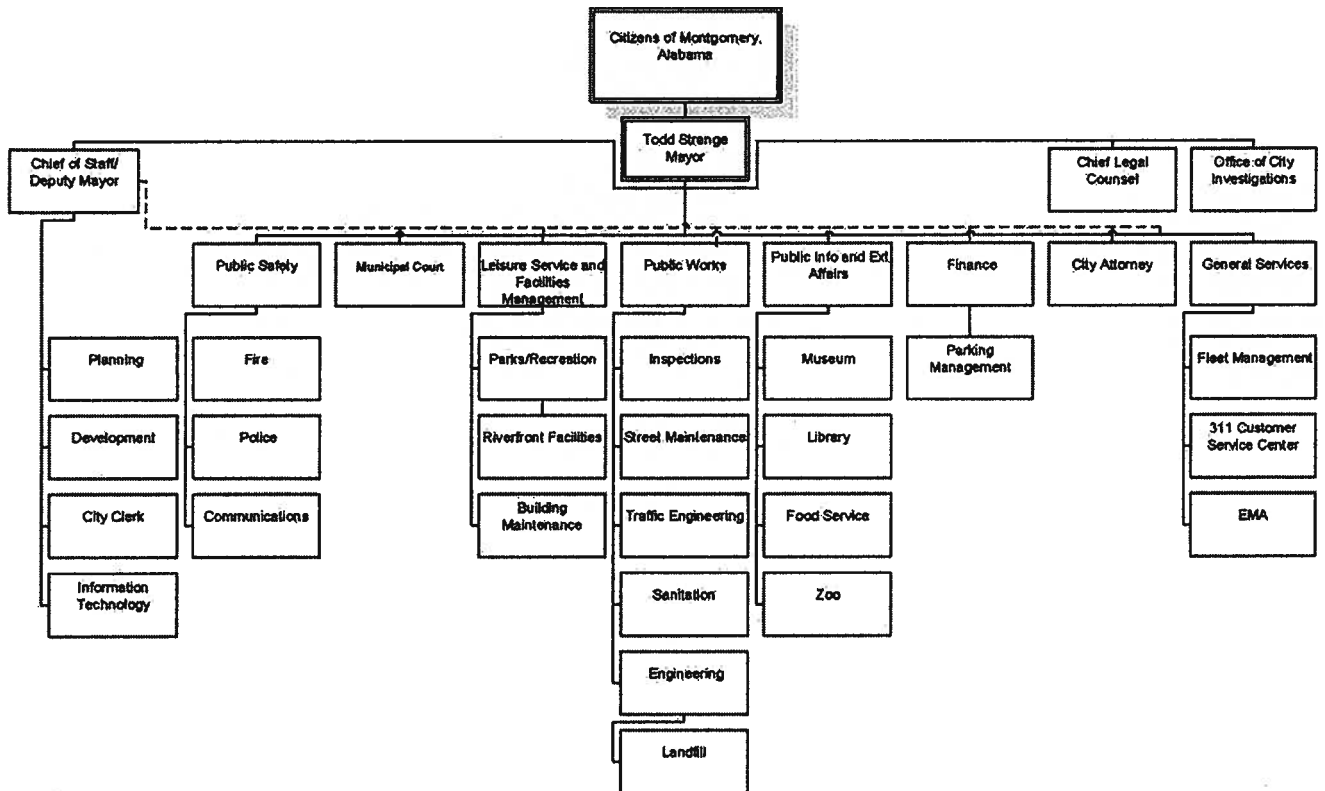 Citizens of Montgomery,
Alabama
Todd Strange
Mayor
Chief of Staff/
Deputy Mayor
Chief Legal
Counsel
Office of City
Investigations
Public Safety
Municipal Court
Leisure Service and
Facilities
Management
Public Works
Public Info and Ext.
Affairs
Finance
City Attorney
General Services
Planning
Fire
Parks/Recreation
Inspections
Museum
Parking
Management
Fleet Management
Development
Police
Riverfront Facilities
Street Maintenance
Library
311 Customer
Service Center
City Clerk
Communications
Building
Maintenance
Traffic Engineering
Food Service
EMA
Information
Technology
Sanitation
Zoo
Engineering
Landfill